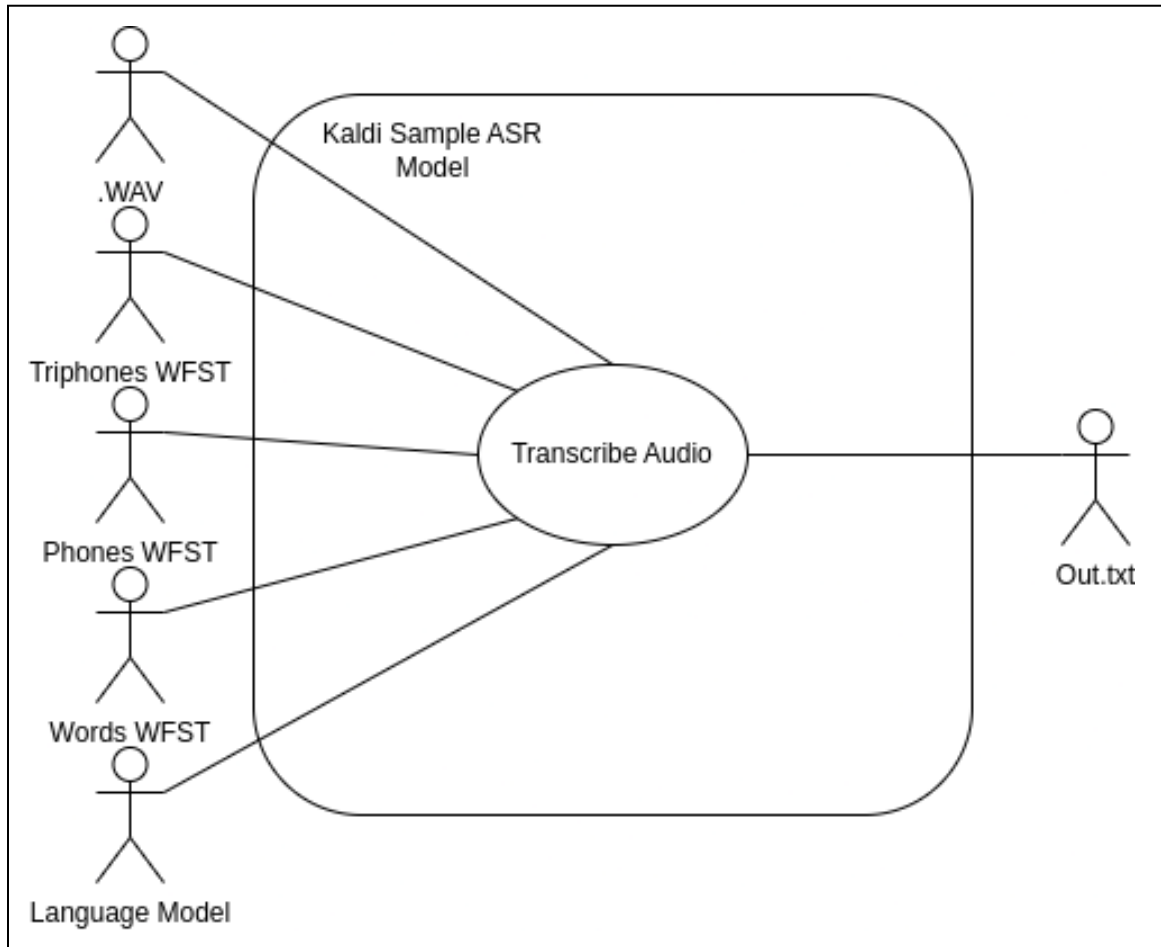 Kaldi Sample ASR
Model
.WAV
Triphones WFST
Phones WFST
Words WFST
Language Model
Transcribe Audio
Out.txt